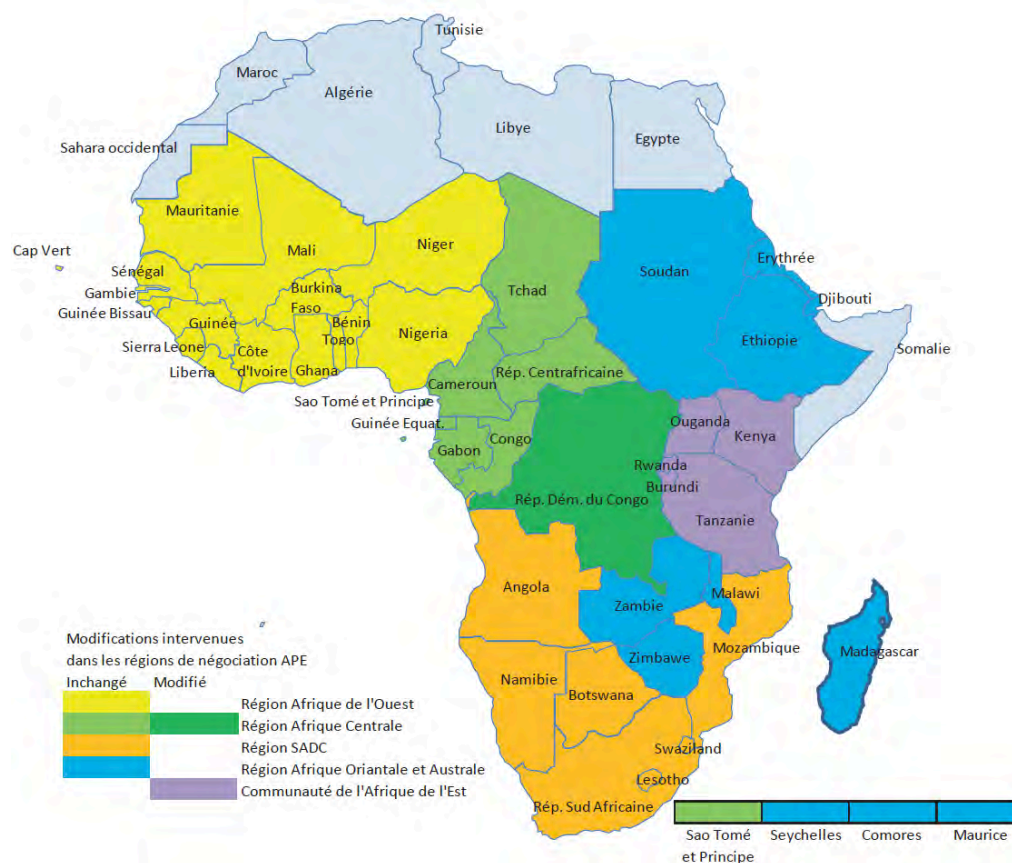 Tunisie
Maroc
Algérie
Libye
Egypte
Sahara occidental
Mauritanie
Mali
Niger
Cap Vert
Sénégal
Gambie
Guinée Bissau
Guinée
Sierra Leone
Liberia
Côte
d'Ivoire
Burkina
Faso
Ghana
Togo
Bénin
Nigeria
Tchad
Soudan
Erythrée
Djibouti
Ethiopie
Somalie
Cameroun
Rép. Centrafricaine
Sao Tomé et Principe
Guinée Equat.
Gabon
Congo
Ouganda
Kenya
Rwanda
Burundi
Rép. Dém. du Congo
Tanzanie
Angola
Zambie
Malawi
Mozambique
Zimbawe
Madagascar
Namibie
Botswana
Swaziland
Lesotho
Rép. Sud Africaine
Modifications intervenues
dans les régions de négociation APE
Inchangé Modifié
Région Afrique de l'Ouest
Région Afrique Centrale
Région SADC
Région Afrique Oriantale et Australe
Communauté de l'Afrique de l'Est
Sao Tomé
et Principe
Seychelles
Comores
Maurice